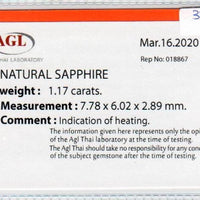 3
AGL
Mar.16.2020
THAI LABORATORY
Rep No: 018867
NATURAL SAPPHIRE
weight : 1.17 carats.
Measurement : 7.78 x 6.02 x 2.89 mm.
Comment : Indication of heating.
The information given here represents only the opi
of the Agl Thai laboratory at the time of testing.
The Agl Thai should take no responsibility for any con
of the subject gemstone after the time of testing.